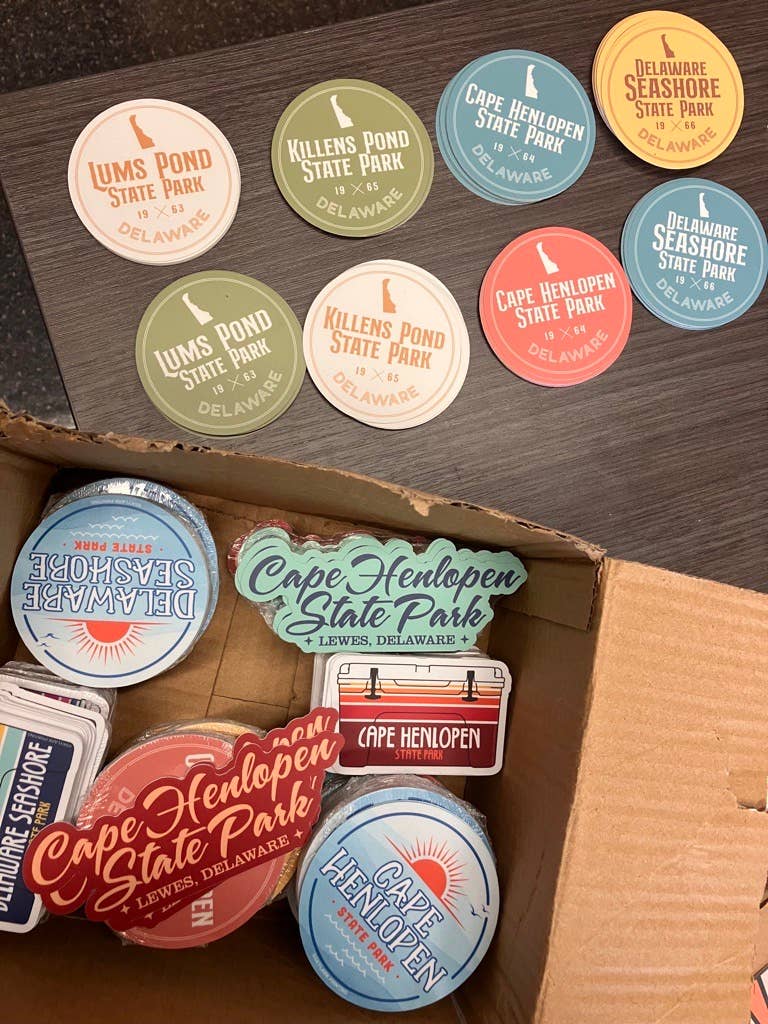 LUMS POND
STATE PARK
19 63
DELAWARE
KILLENS POND
STATE PARK
19 65
DELAWARE
CAPE HENLOPEN
STATE PARK
19 64
DELAWARE
DELAWARE
SEASHORE
STATE PARK
19 66
DELAWARE
LUMS POND
STATE PARK
19 63
DELAWARE
KILLENS POND
STATE PARK
19 65
DELAWARE
CAPE HENLOPEN
STATE PARK
19 64
DELAWARE
DELAWARE
SEASHORE
STATE PARK
19 66
DELAWARE
DELAWARE
SEASHORE
STATE PARK
Cape Henlopen
State Park
LEWES, DELAWARE
CAPE HENLOPEN
STATE PARK
DELAWARE SEASHORE
STATE PARK
Cape Henlopen
State Park
LEWES, DELAWARE
CAPE
HENLOPEN
STATE PARK